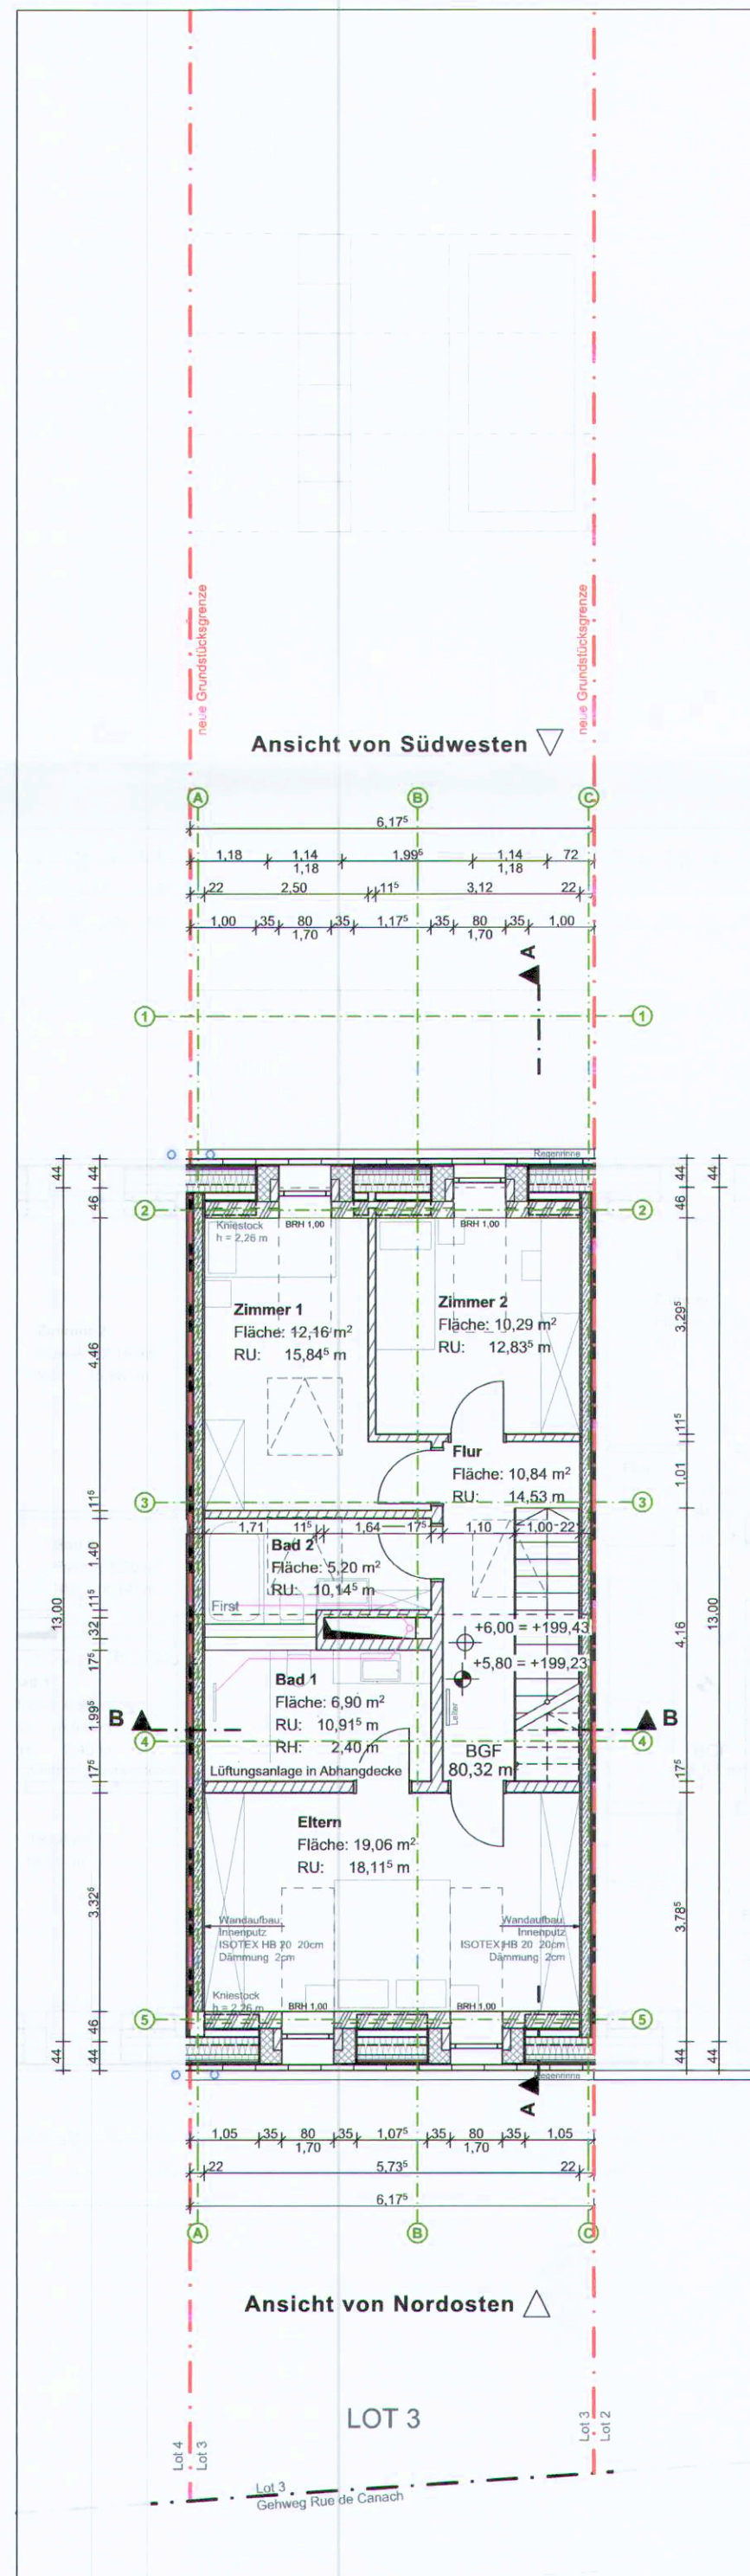 neue Grundstücksgrenze
neue Grundstücksgrenze
Ansicht von Südwesten
A
B
C
6,17⁵
1,18
1,14
1,18
1,99⁵
1,14
1,18
72
22
2,50
11⁵
3,12
22
1,00
35
80
1,70
35
1,17⁵
35
80
1,70
35
1,00
A
1
1
Regenrinne
44
44
44
44
46
46
2
2
Kniestock
h = 2,26 m
BRH 1,00
BRH 1,00
Zimmer 1
Fläche: 12,16 m²
RU: 15,84⁵ m
Zimmer 2
Fläche: 10,29 m²
RU: 12,83⁵ m
4,46
3,29⁵
11⁵
1,01
Flur
Fläche: 10,84 m²
RU: 14,53 m
3
3
11⁵
1,71
11⁵
1,64
17⁵
1,10
1,00
22
Bad 2
Fläche: 5,20 m²
RU: 10,14⁵ m
1,40
115
32
17⁵
13,00
13,00
4,16
First
+6,00 = +199,43
+5,80 = +199,23
Bad 1
Fläche: 6,90 m²
RU: 10,91⁵ m
RH: 2,40 m
Lüftungsanlage in Abhangdecke
Leiter
BGF
80,32 m²
1,99⁵
B
B
4
4
17⁵
17⁵
Eltern
Fläche: 19,06 m²
RU: 18,11⁵ m
3,32⁵
3,78⁵
Wandaufbau
Innenputz
ISOTEX HB 20 20cm
Dämmung 2cm
Wandaufbau
Innenputz
ISOTEX HB 20 20cm
Dämmung 2cm
Kniestock
h = 2,26 m
BRH 1,00
BRH 1,00
5
5
46
44
44
44
44
Regenrinne
A
1,05
35
80
1,70
35
1,07⁵
35
80
1,70
35
1,05
22
5,73⁵
22
6,17⁵
A
B
C
Ansicht von Nordosten
LOT 3
Lot 4
Lot 3
Lot 3
Lot 2
Lot 3
Gehweg Rue de Canach